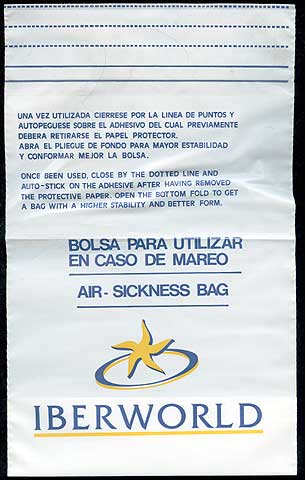 UNA VEZ UTILIZADA CIERRESE POR LA LINEA DE PUNTOS Y
AUTOPEGUESE SOBRE EL ADHESIVO DEL CUAL PREVIAMENTE
DEBERA RETIRARSE EL PAPEL PROTECTOR.
ABRA EL PLIEGUE DE FONDO PARA MAYOR ESTABILIDAD
Y CONFORMAR MEJOR LA BOLSA.
ONCE BEEN USED, CLOSE BY THE DOTTED LINE AND
AUTO-STICK ON THE ADHESIVE AFTER HAVING REMOVED
THE PROTECTIVE PAPER. OPEN THE BOTTOM FOLD TO GET
A BAG WITH A HIGHER STABILITY AND BETTER FORM.
BOLSA PARA UTILIZAR
EN CASO DE MAREO
AIR-SICKNESS BAG
IBERWORLD